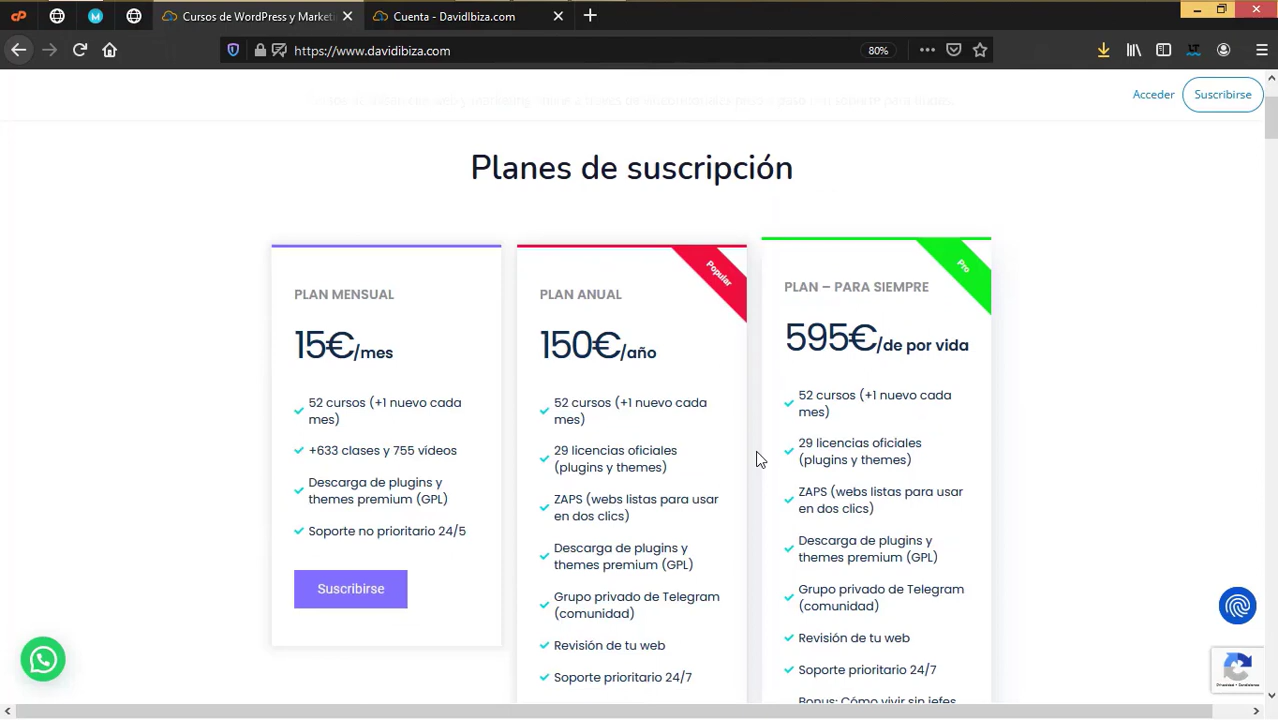 Cursos de WordPress y Marketi
Cuenta - DavidIbiza.com
https://www.davidibiza.com
80%
Acceder
Suscribirse
Planes de suscripción
PLAN MENSUAL
15€/mes
52 cursos (+1 nuevo cada
mes)
+633 clases y 755 vídeos
Descarga de plugins y
themes premium (GPL)
Soporte no prioritario 24/5
Suscribirse
Popular
PLAN ANUAL
150€/año
52 cursos (+1 nuevo cada
mes)
29 licencias oficiales
(plugins y themes)
ZAPS (webs listas para usar
en dos clics)
Descarga de plugins y
themes premium (GPL)
Grupo privado de Telegram
(comunidad)
Revisión de tu web
Soporte prioritario 24/7
Pro
PLAN – PARA SIEMPRE
595€/de por vida
52 cursos (+1 nuevo cada
mes)
29 licencias oficiales
(plugins y themes)
ZAPS (webs listas para usar
en dos clics)
Descarga de plugins y
themes premium (GPL)
Grupo privado de Telegram
(comunidad)
Revisión de tu web
Soporte prioritario 24/7
Bonus: Cómo vivir sin jefes